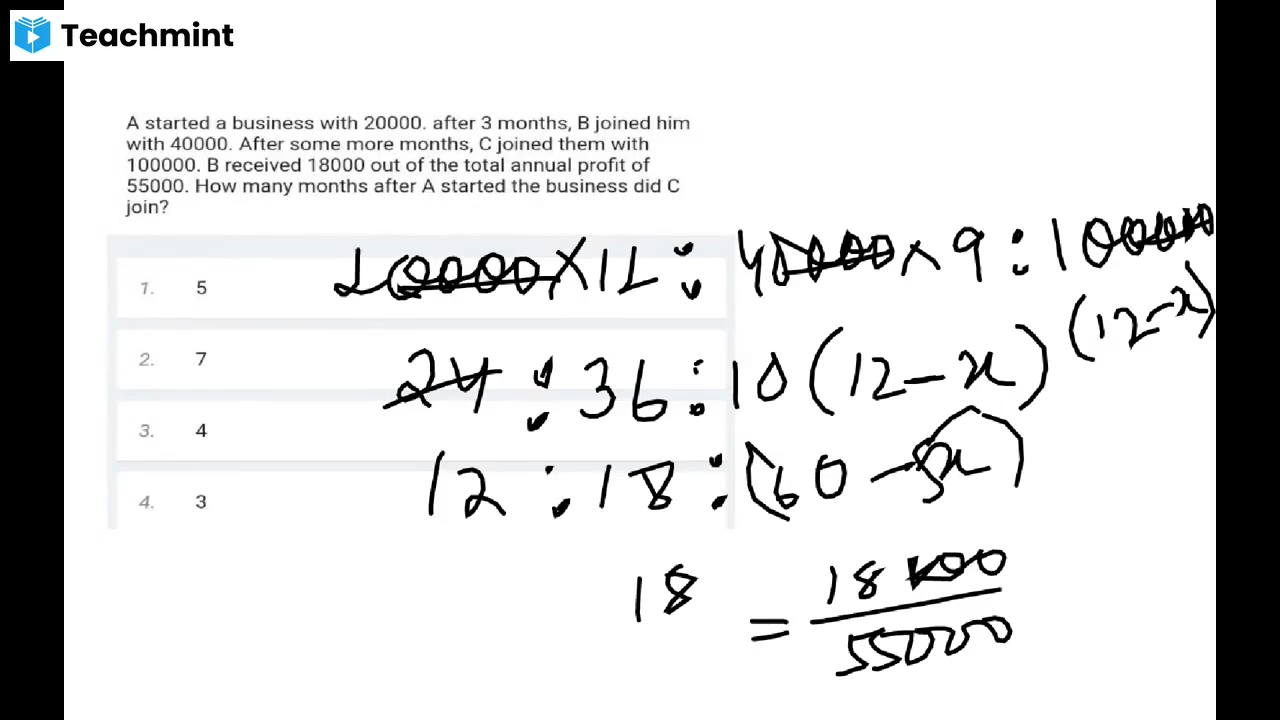 Teachmint
A started a business with 20000. after 3 months, B joined him
with 40000. After some more months, C joined them with
100000. B received 18000 out of the total annual profit of
55000. How many months after A started the business did C
join?
20000×12 : 40000×9 : 100000
(12-x)
1. 5
2. 7
24 : 36 : 10(12-x)
3. 4
12 : 18 : (60-5x)
4. 3
18 = 18000
55000